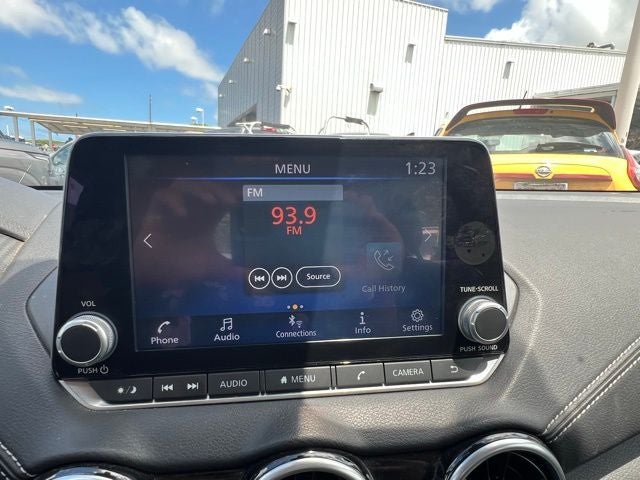 MENU 1:23
FM
93.9
FM
Source
Call History
Phone Audio Connections Info Settings
VOL
PUSH
TUNE•SCROLL
PUSH SOUND
AUDIO MENU CAMERA